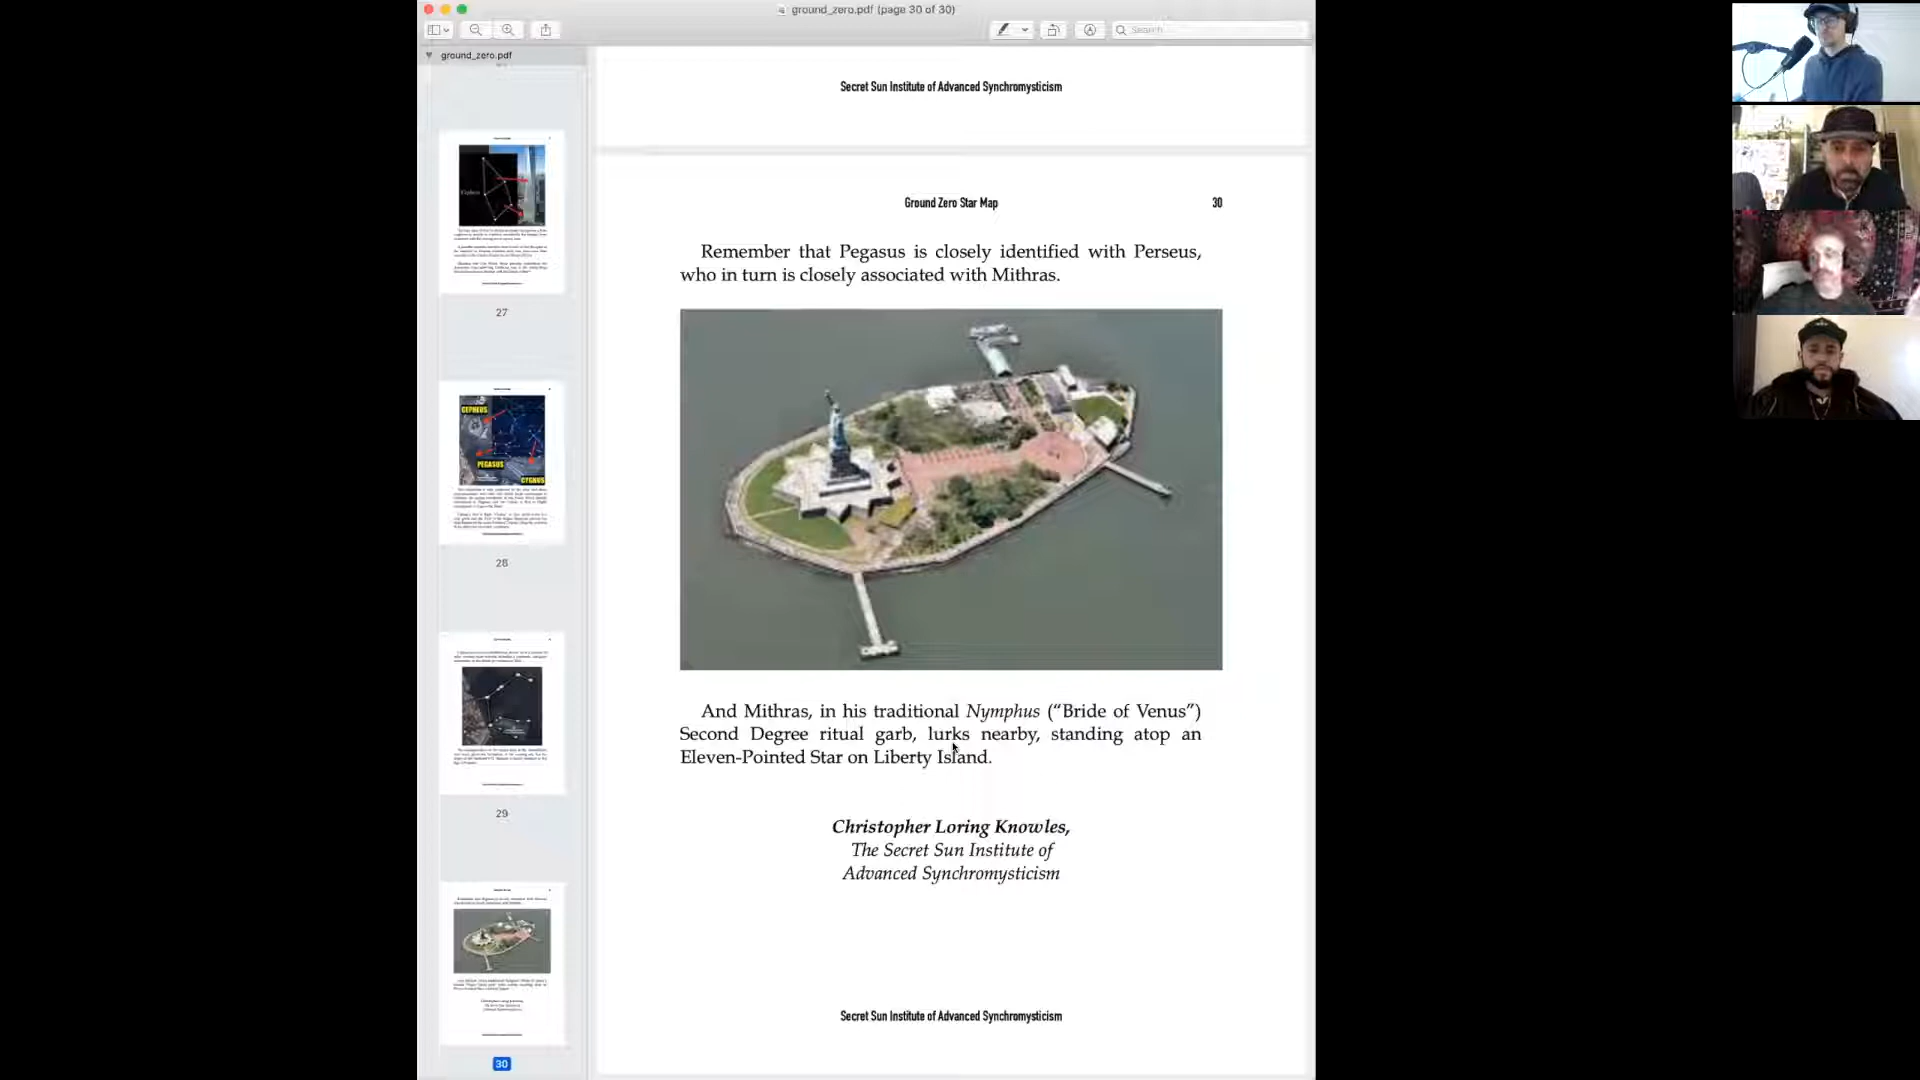 ground_zero.pdf (page 30 of 30)
Search
ground_zero.pdf
27
CEPHEUS
PEGASUS
CYGNUS
28
29
30
Secret Sun Institute of Advanced Synchromysticism
Ground Zero Star Map 30
Remember that Pegasus is closely identified with Perseus,
who in turn is closely associated with Mithras.
And Mithras, in his traditional Nymphus (“Bride of Venus”)
Second Degree ritual garb, lurks nearby, standing atop an
Eleven-Pointed Star on Liberty Island.
Christopher Loring Knowles,
The Secret Sun Institute of
Advanced Synchromysticism
Secret Sun Institute of Advanced Synchromysticism